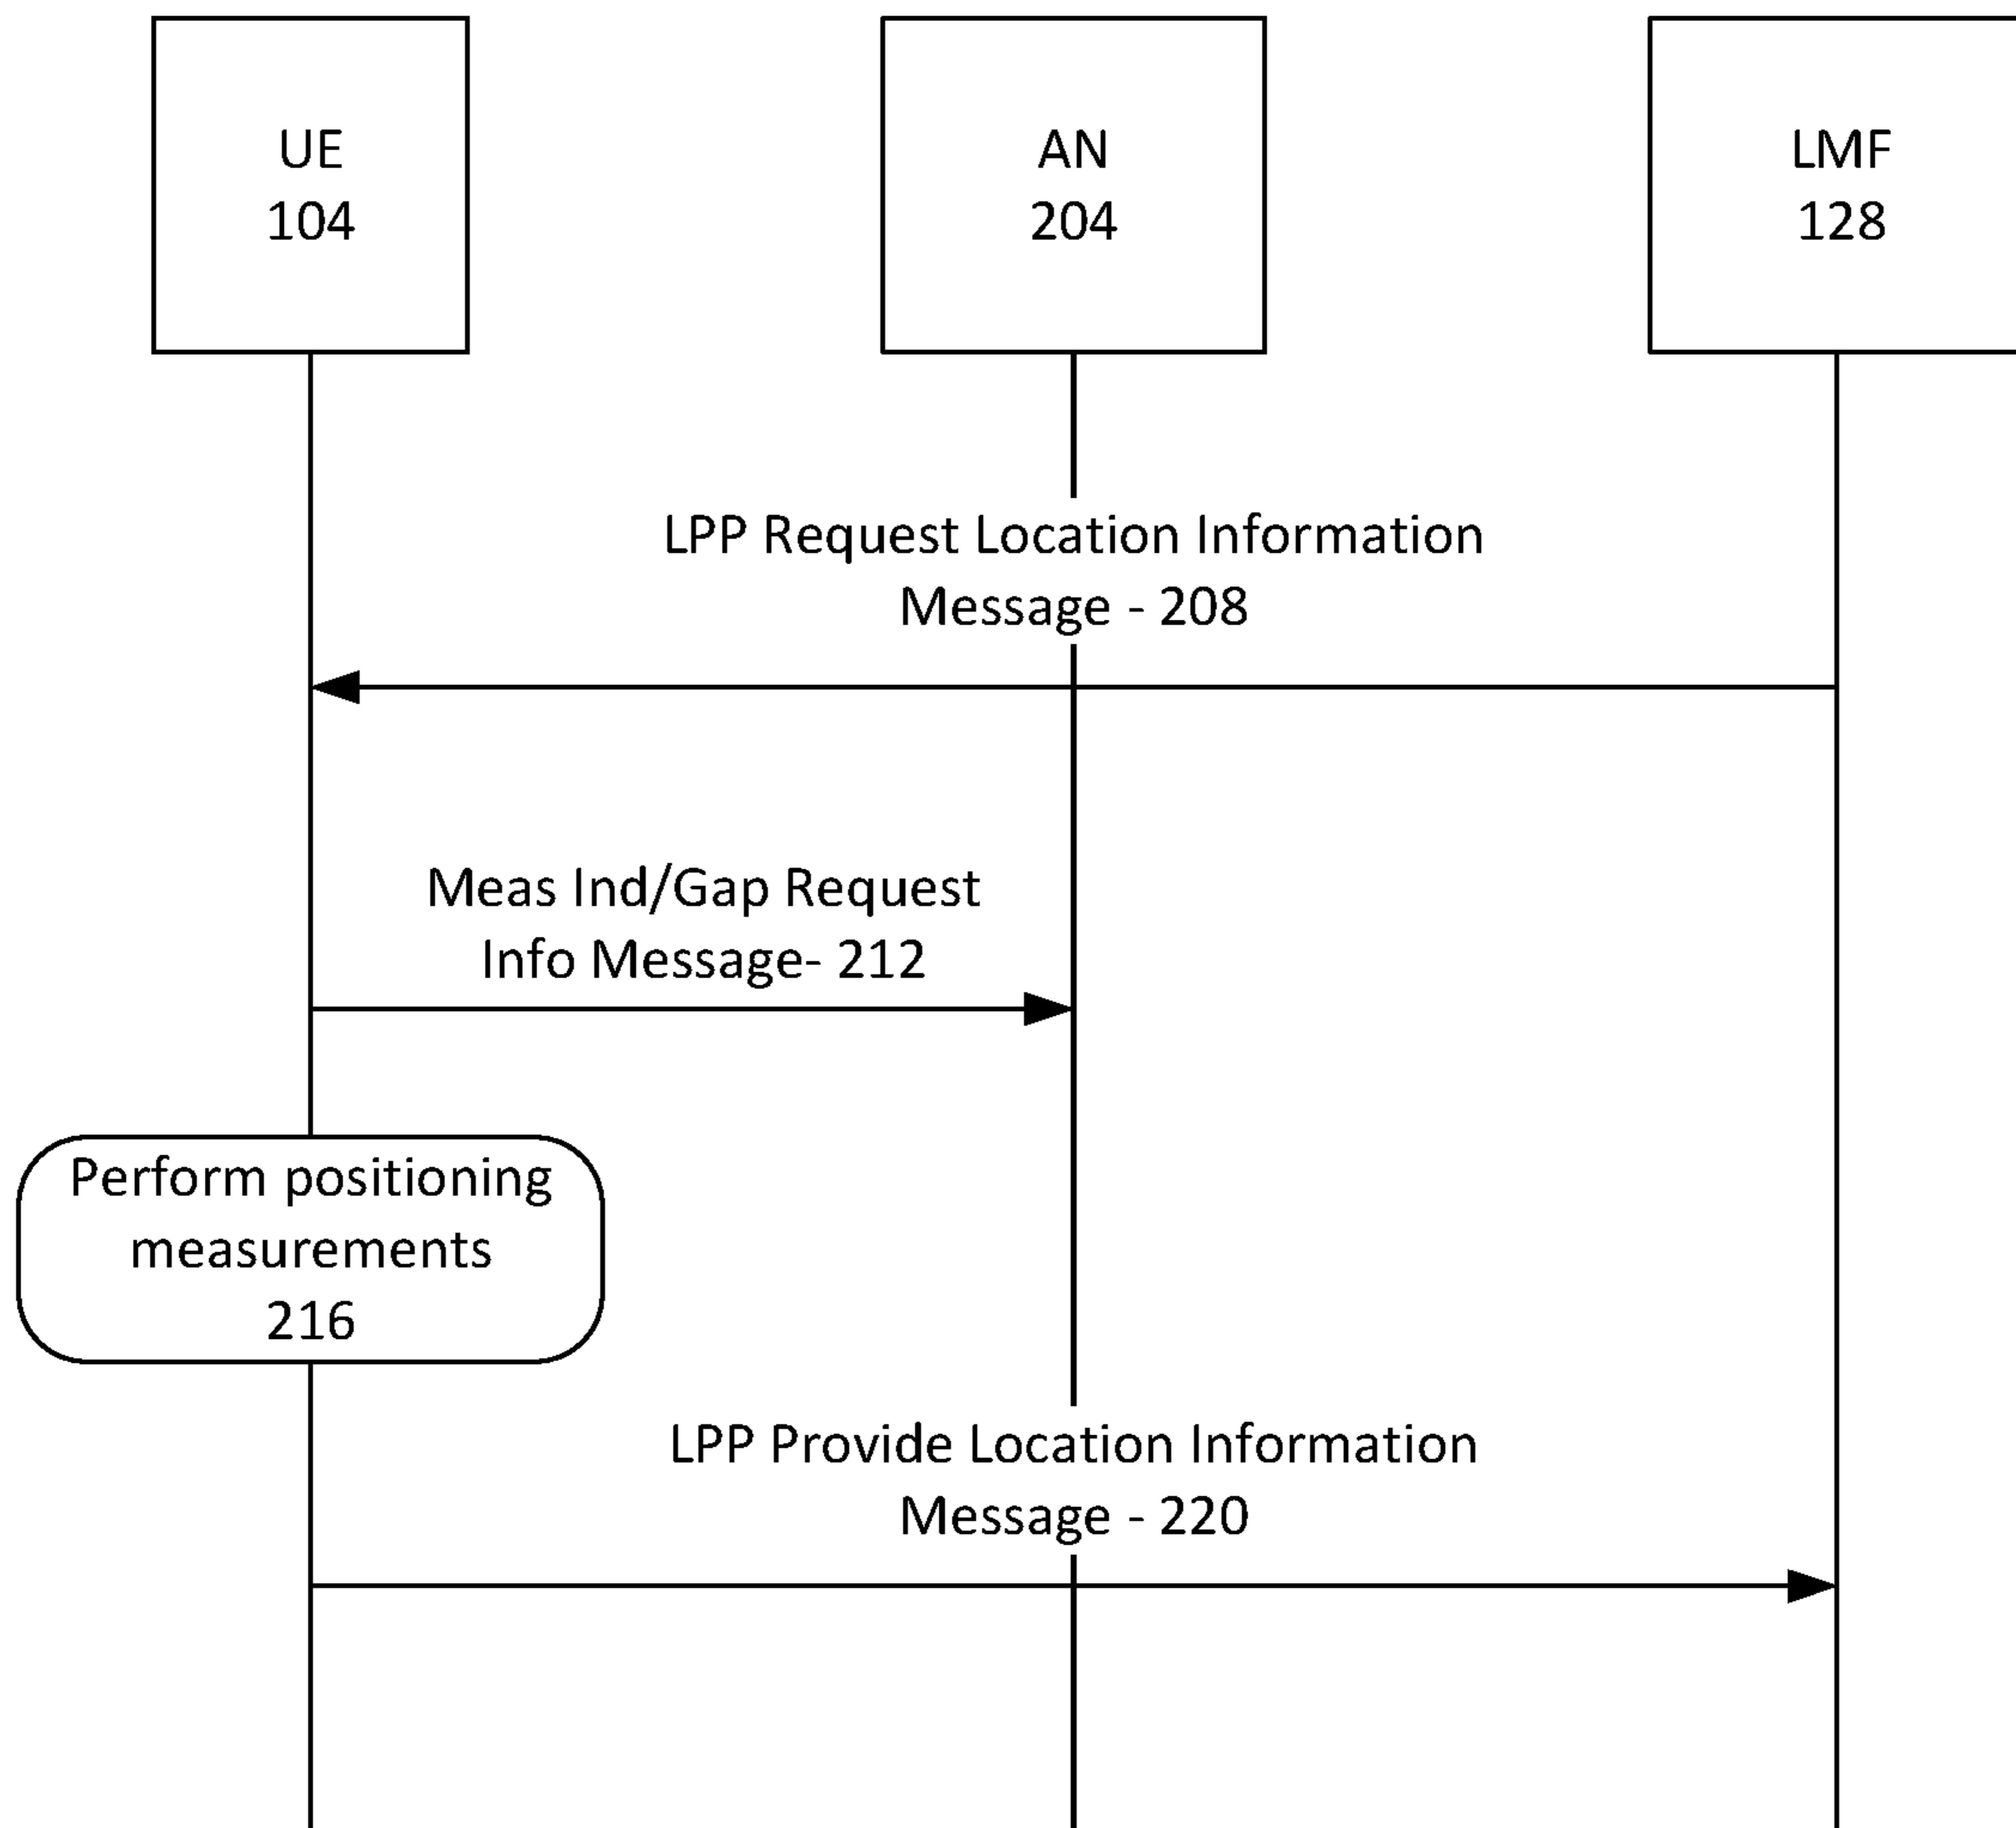 UE
104
AN
204
LMF
128
LPP Request Location Information
Message - 208
Meas Ind/Gap Request
Info Message- 212
Perform positioning
measurements
216
LPP Provide Location Information
Message - 220